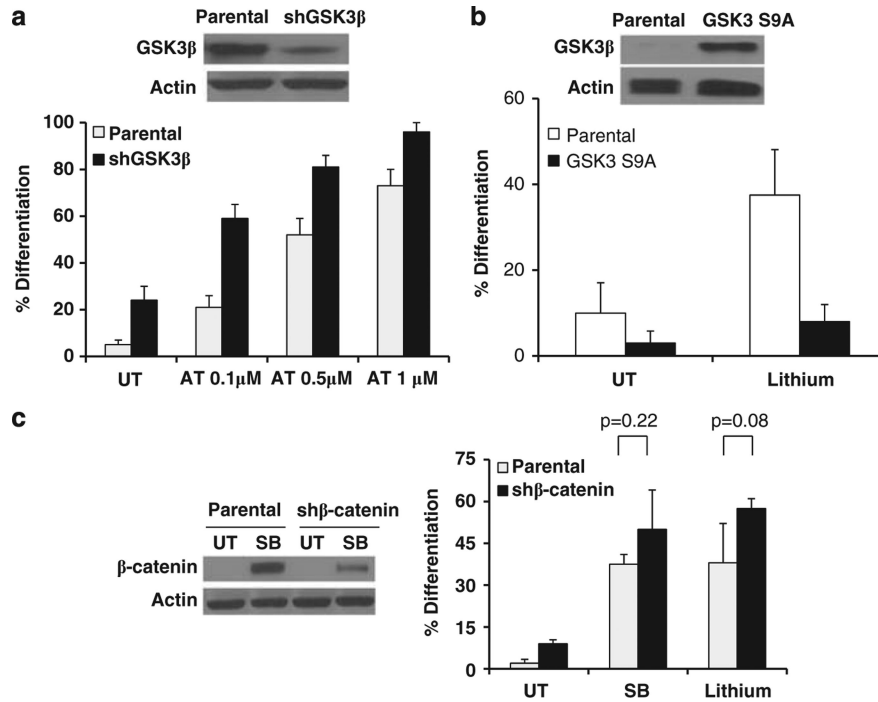 a
Parental shGSK3β
GSK3β
Actin
100
80
60
40
20
0
% Differentiation
Parental
shGSK3β
UT AT 0.1μM AT 0.5μM AT 1 μM
b
Parental GSK3 S9A
GSK3β
Actin
60
40
20
0
% Differentiation
Parental
GSK3 S9A
UT Lithium
c
Parental shβ-catenin
UT SB UT SB
β-catenin
Actin
p=0.22 p=0.08
75
60
45
30
15
0
% Differentiation
Parental
shβ-catenin
UT SB Lithium